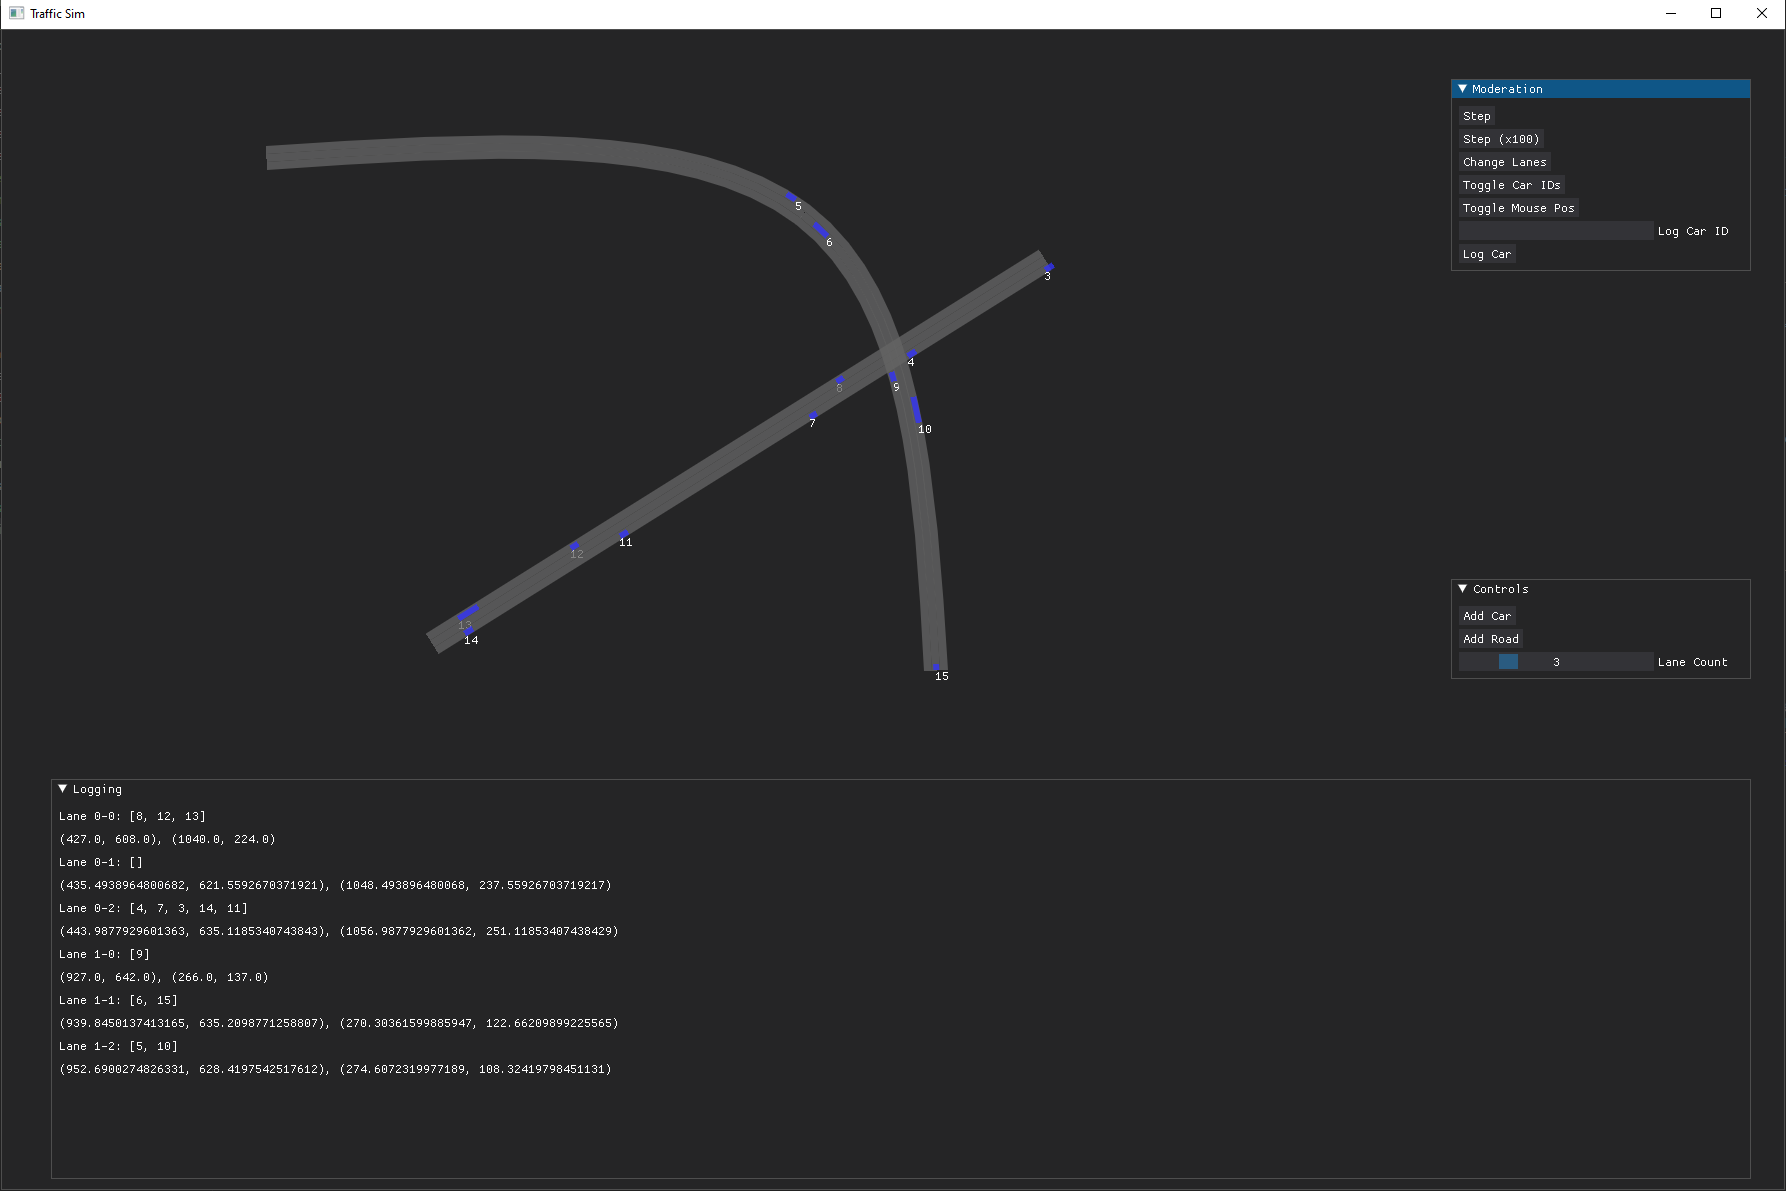 Traffic Sim
Moderation
Step
Step (x100)
Change Lanes
Toggle Car IDs
Toggle Mouse Pos
Log Car ID
Log Car
5
6
3
4
8
9
7
10
11
12
13
14
15
Controls
Add Car
Add Road
3 Lane Count
Logging
Lane 0-0: [8, 12, 13]
(427.0, 608.0), (1040.0, 224.0)
Lane 0-1: []
(435.4938964800682, 621.5592670371921), (1048.493896480068, 237.55926703719217)
Lane 0-2: [4, 7, 3, 14, 11]
(443.9877929601363, 635.1185340743843), (1056.9877929601362, 251.11853407438429)
Lane 1-0: [9]
(927.0, 642.0), (266.0, 137.0)
Lane 1-1: [6, 15]
(939.8450137413165, 635.2098771258807), (270.30361599885947, 122.66209899225565)
Lane 1-2: [5, 10]
(952.6900274826331, 628.4197542517612), (274.6072319977189, 108.32419798451131)